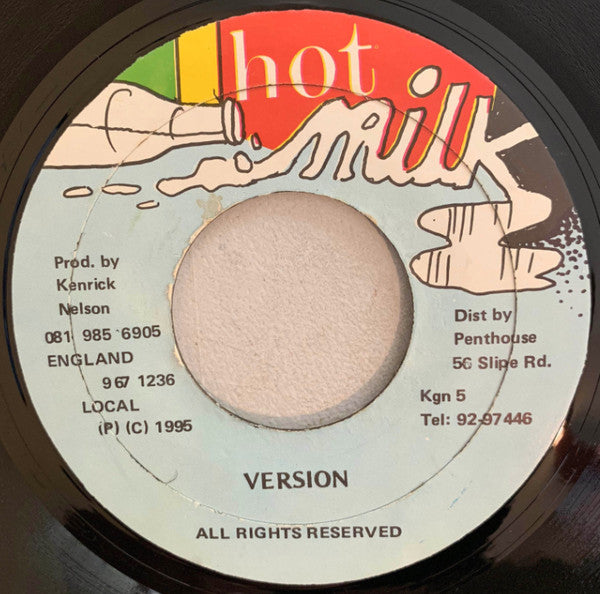 hot
milk
Prod. by
Kenrick
Nelson
081 985 6905
ENGLAND
967 1236
LOCAL
(P) (C) 1995
Dist by
Penthouse
56 Slipe Rd.
Kgn 5
Tel: 92-97446
VERSION
ALL RIGHTS RESERVED